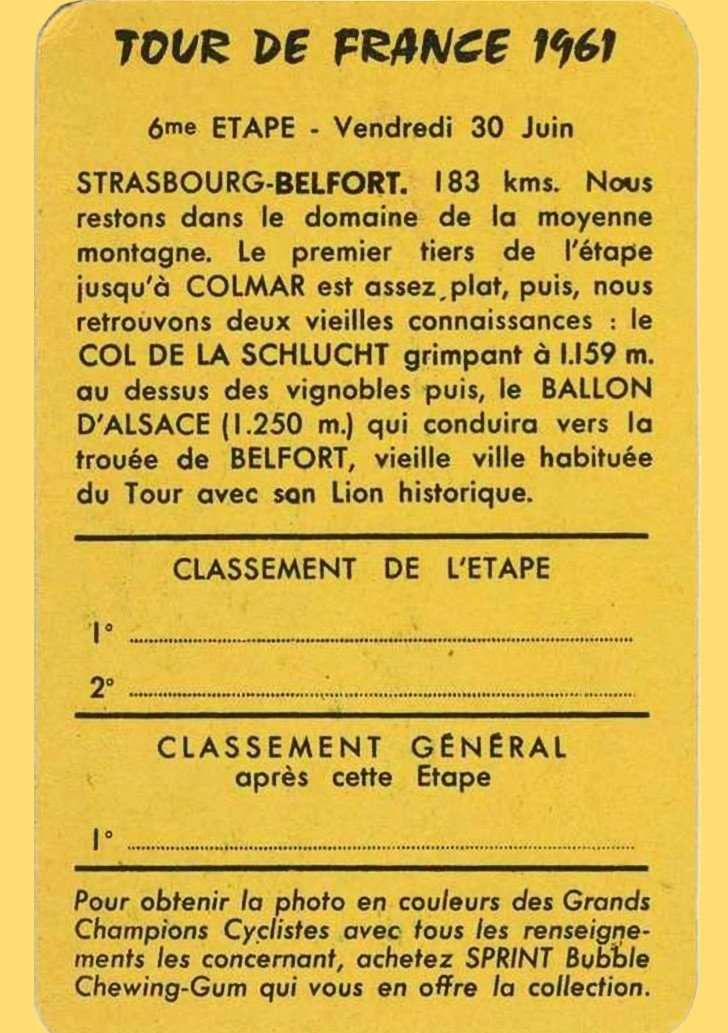 TOUR DE FRANCE 1961
6me ETAPE - Vendredi 30 Juin
STRASBOURG-BELFORT. 183 kms. Nous
restons dans le domaine de la moyenne
montagne. Le premier tiers de l'étape
jusqu'à COLMAR est assez plat, puis, nous
retrouvons deux vieilles connaissances : le
COL DE LA SCHLUCHT grimpant à 1.159 m.
au dessus des vignobles puis, le BALLON
D'ALSACE (1.250 m.) qui conduira vers la
trouée de BELFORT, vieille ville habituée
du Tour avec son Lion historique.
CLASSEMENT DE L'ETAPE
1°
2°
CLASSEMENT GÉNÉRAL
après cette Etape
1°
Pour obtenir la photo en couleurs des Grands
Champions Cyclistes avec tous les renseigne-
ments les concernant, achetez SPRINT Bubble
Chewing-Gum qui vous en offre la collection.